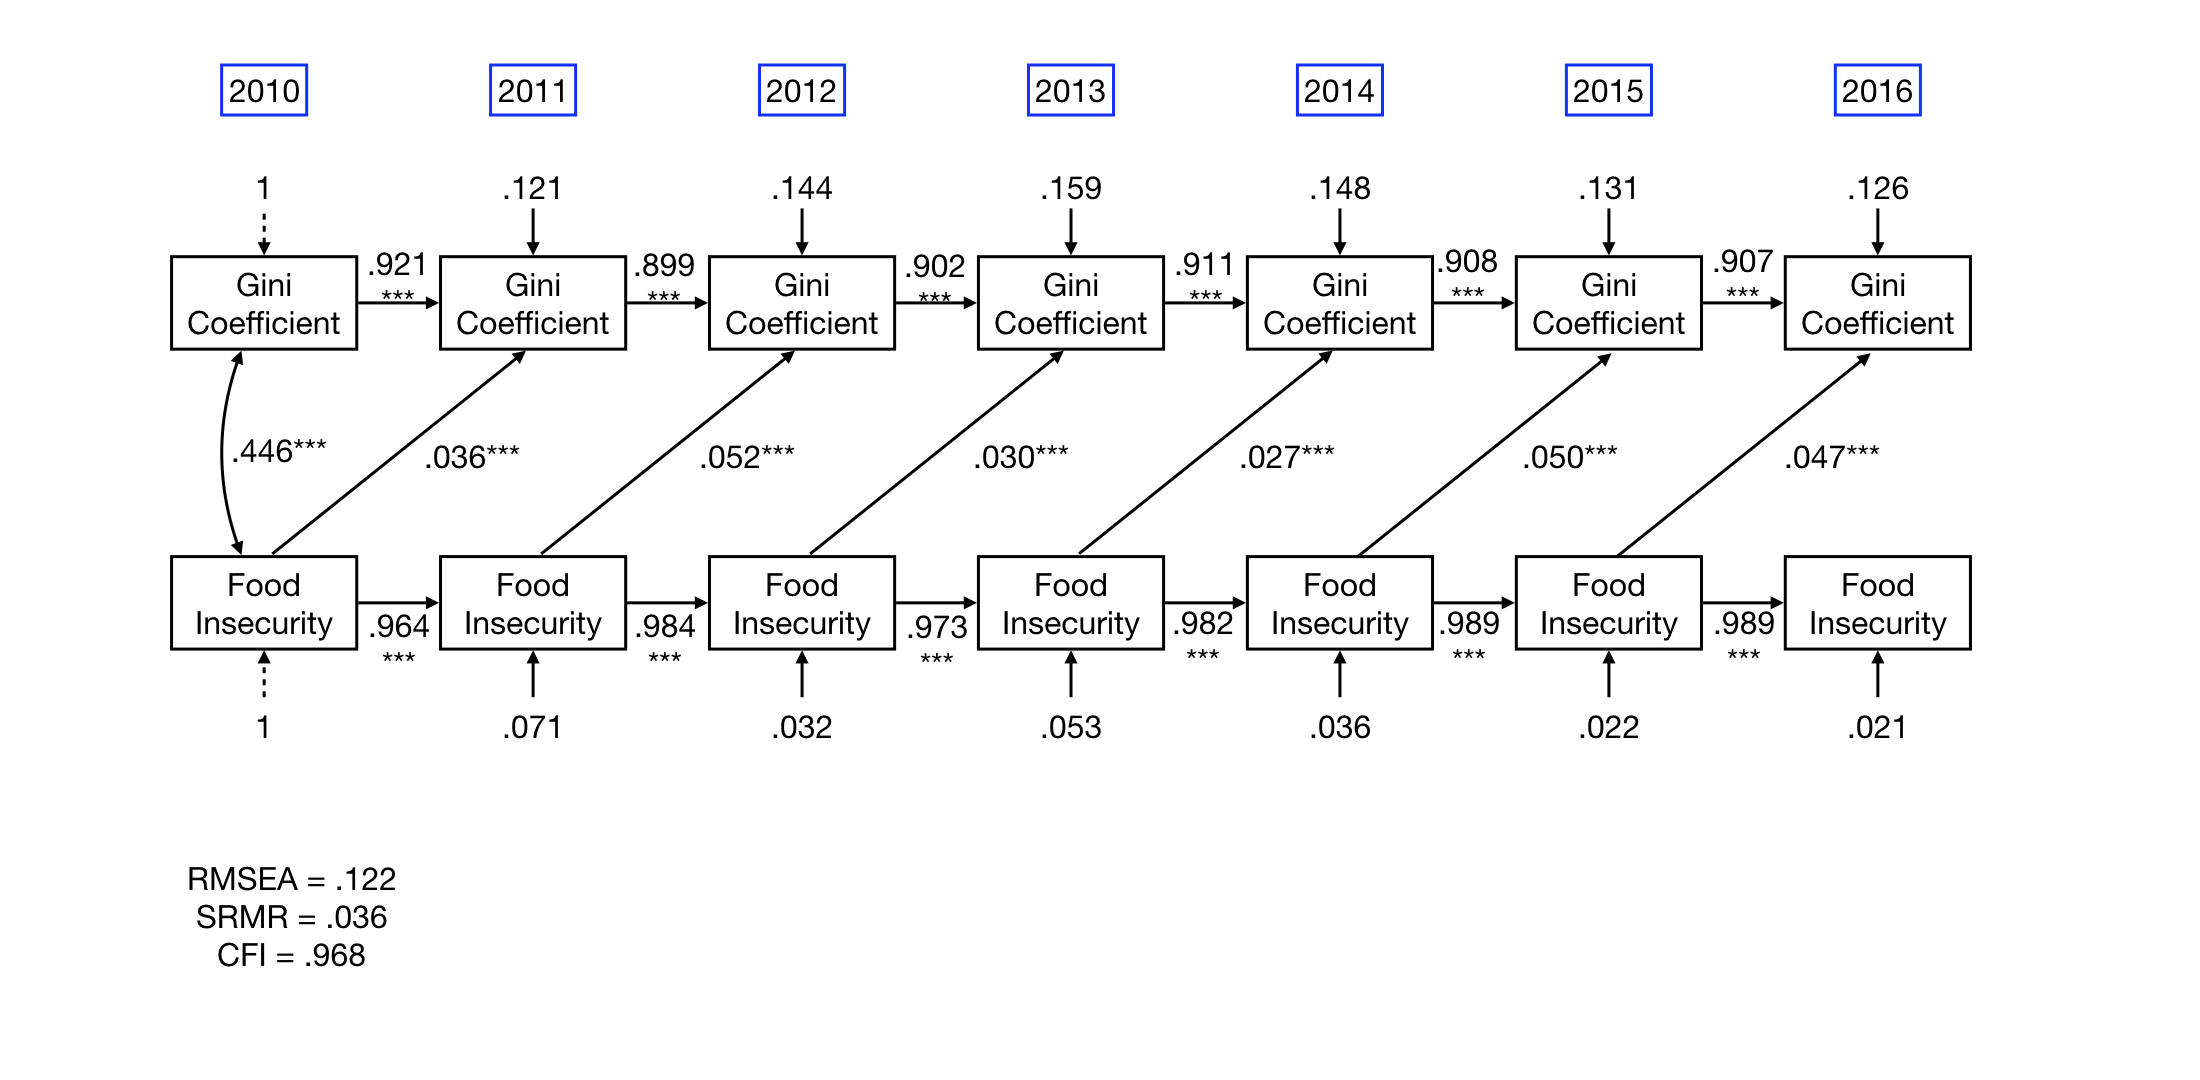 2010 2011 2012 2013 2014 2015 2016
1 .121 .144 .159 .148 .131 .126
.921 .899 .902 .911 .908 .907
*** *** *** *** *** ***
Gini Gini Gini Gini Gini Gini Gini
Coefficient Coefficient Coefficient Coefficient Coefficient Coefficient Coefficient
.446*** .036*** .052*** .030*** .027*** .050*** .047***
Food Food Food Food Food Food Food
Insecurity Insecurity Insecurity Insecurity Insecurity Insecurity Insecurity
.964 .984 .973 .982 .989 .989
*** *** *** *** *** ***
1 .071 .032 .053 .036 .022 .021
RMSEA = .122
SRMR = .036
CFI = .968